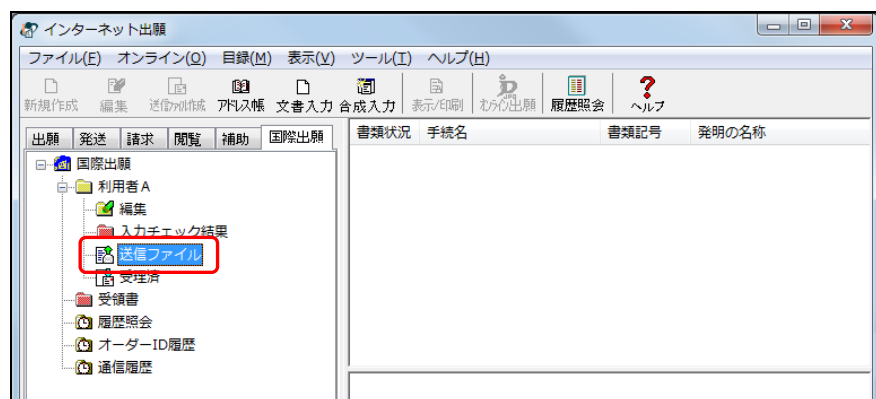 インターネット出願
ファイル(F) オンライン(O) 目録(M) 表示(V) ツール(T) ヘルプ(H)
新規作成 編集 送信ﾌｧｲﾙ作成 ｱﾄﾞﾚｽ帳 文書入力 合成入力 表示/印刷 ｵﾝﾗｲﾝ出願 履歴照会 ヘルプ
出願 発送 請求 閲覧 補助 国際出願
書類状況 手続名 書類記号 発明の名称
国際出願
利用者A
編集
入力チェック結果
送信ファイル
受理済
受領書
履歴照会
オーダーID履歴
通信履歴